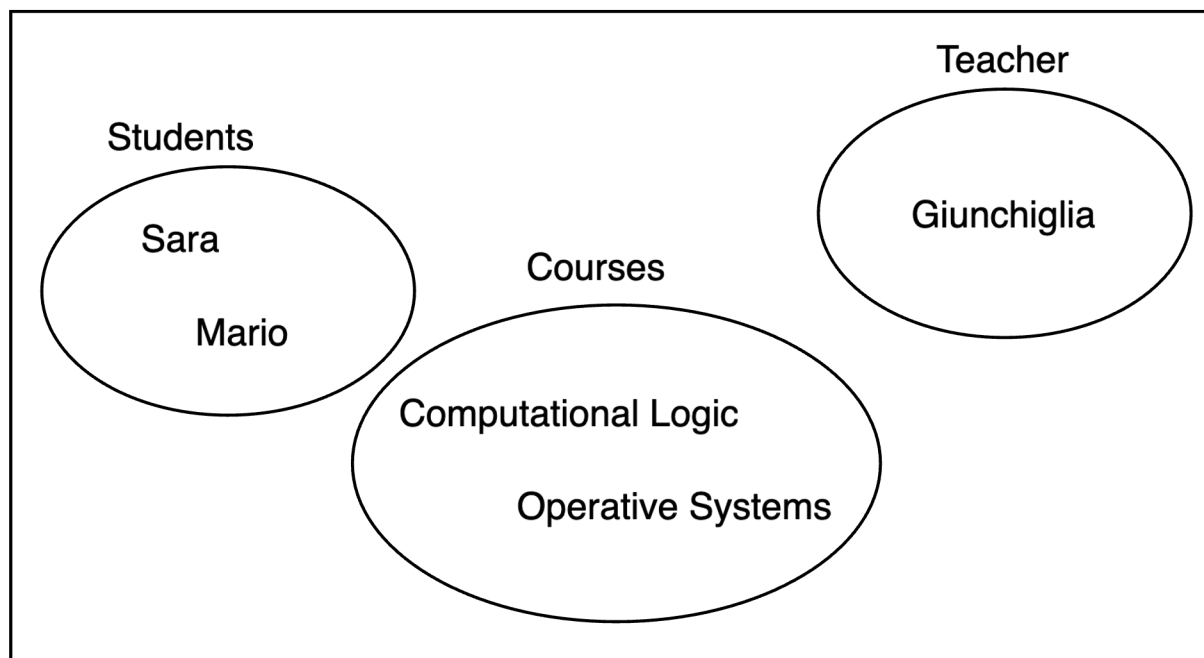 Teacher
Students
Giunchiglia
Sara
Courses
Mario
Computational Logic
Operative Systems